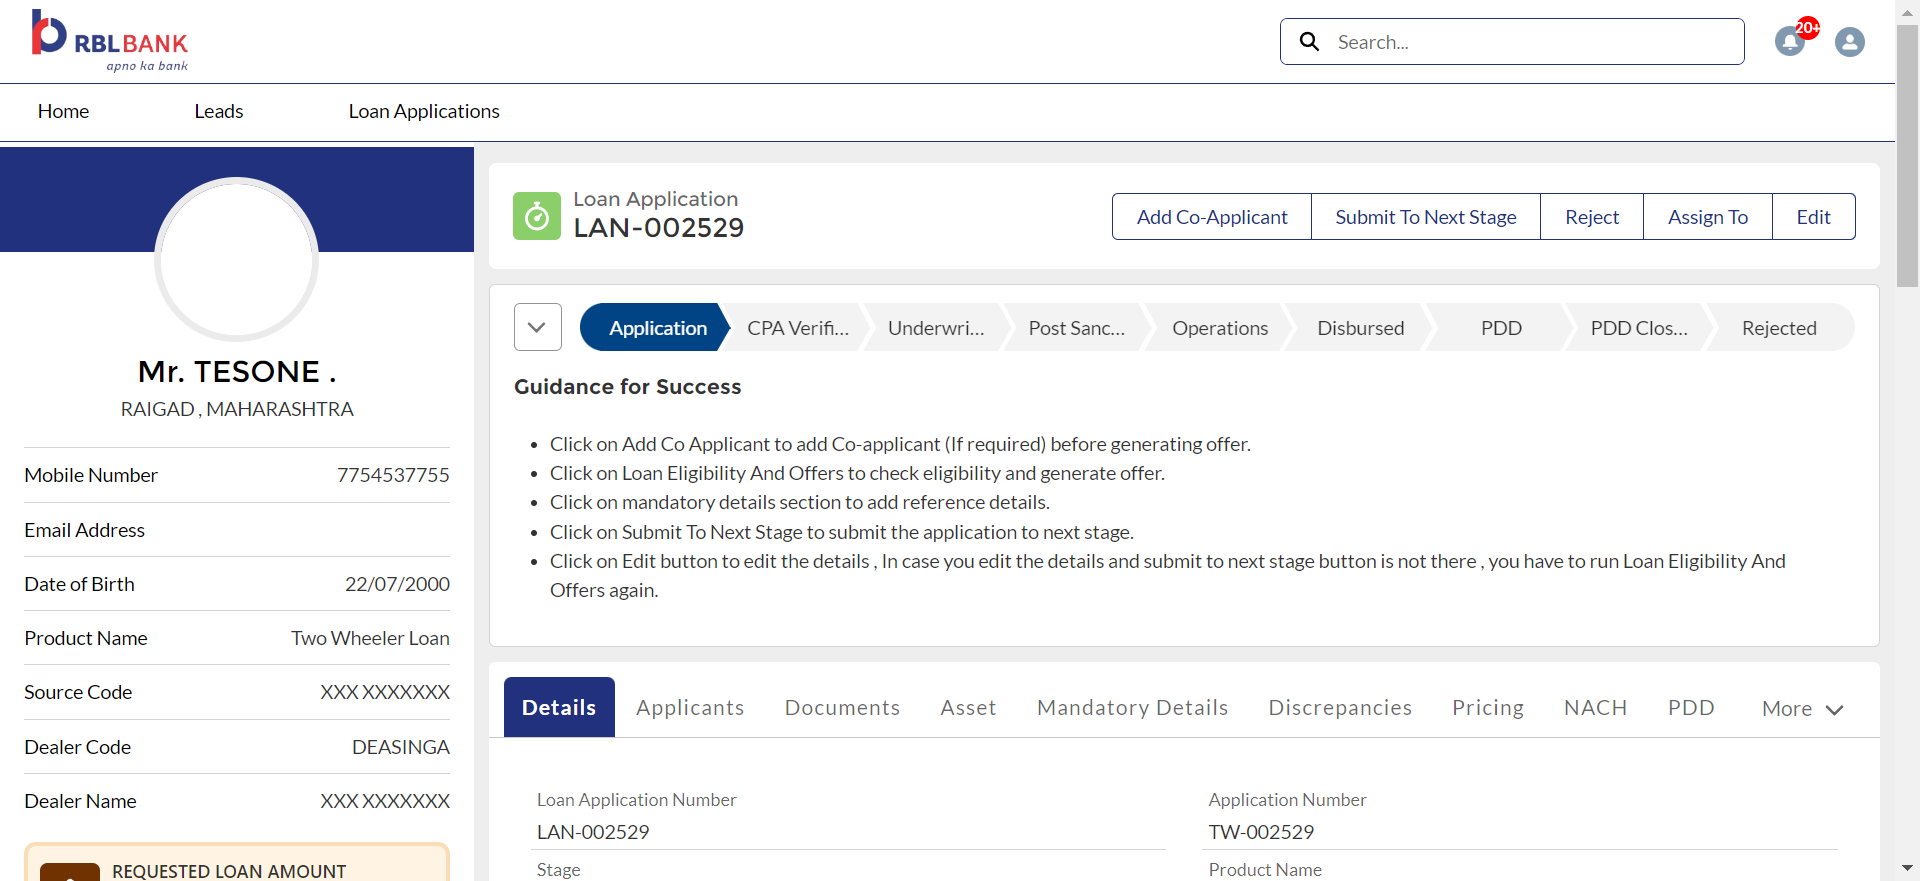 RBLBANK
apno ka bank
Search...
20+
Home Leads Loan Applications
Mr. TESONE .
RAIGAD , MAHARASHTRA
Mobile Number 7754537755
Email Address
Date of Birth 22/07/2000
Product Name Two Wheeler Loan
Source Code XXX XXXXXXX
Dealer Code DEASINGA
Dealer Name XXX XXXXXXX
REQUESTED LOAN AMOUNT
Loan Application
LAN-002529
Add Co-Applicant Submit To Next Stage Reject Assign To Edit
Application CPA Verifi... Underwri... Post Sanc... Operations Disbursed PDD PDD Clos... Rejected
Guidance for Success
• Click on Add Co Applicant to add Co-applicant (If required) before generating offer.
• Click on Loan Eligibility And Offers to check eligibility and generate offer.
• Click on mandatory details section to add reference details.
• Click on Submit To Next Stage to submit the application to next stage.
• Click on Edit button to edit the details , In case you edit the details and submit to next stage button is not there , you have to run Loan Eligibility And
Offers again.
Details Applicants Documents Asset Mandatory Details Discrepancies Pricing NACH PDD More
Loan Application Number Application Number
LAN-002529 TW-002529
Stage Product Name